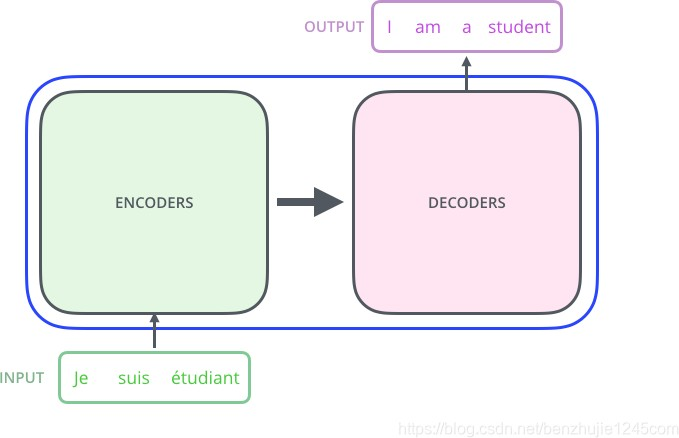 OUTPUT I am a student
ENCODERS DECODERS
INPUT Je suis étudiant
https://blog.csdn.net/benzhujie1245com